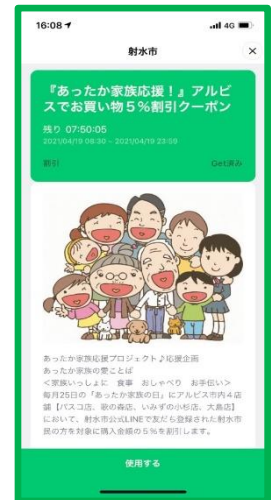 16:08
4G
射水市
×
『あったか家族応援！』アルビ
スでお買い物５％割引クーポン
残り 07:50:05
2021/04/19 08:30 ~ 2021/04/19 23:59
割引
Get済み
あったか家族応援プロジェクト♪応援企画
あったか家族の愛ことば
＜家族いっしょに　食事　おしゃべり　お手伝い＞
毎月25日の「あったか家族の日」にアルビス市内４店
舗【パスコ店、萩の森店、いみずの小杉店、大島店】
において、射水市公式LINEで友だち登録された射水市
民の方を対象に購入金額の５％を割引します。
使用する